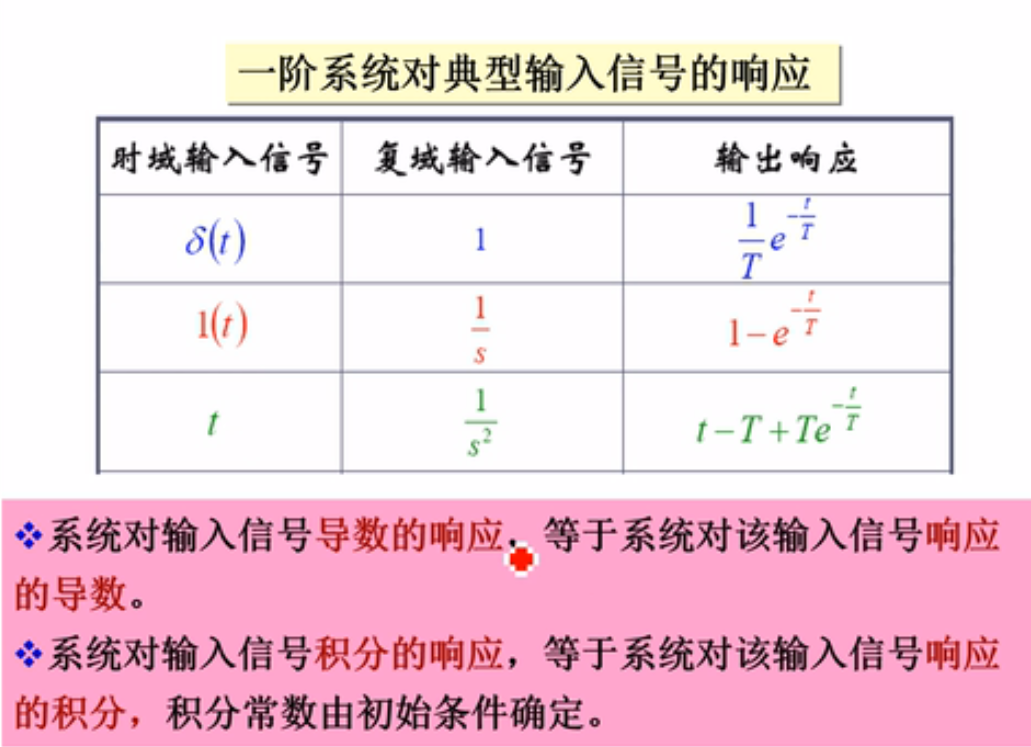 一阶系统对典型输入信号的响应
时域输入信号 复域输入信号 输出响应
δ(t) 1 \frac{1}{T}e^{-\frac{t}{T}}
1(t) \frac{1}{s} 1-e^{-\frac{t}{T}}
t \frac{1}{s^2} t-T+Te^{-\frac{t}{T}}
❖系统对输入信号导数的响应，等于系统对该输入信号响应
的导数。
❖系统对输入信号积分的响应，等于系统对该输入信号响应
的积分，积分常数由初始条件确定。